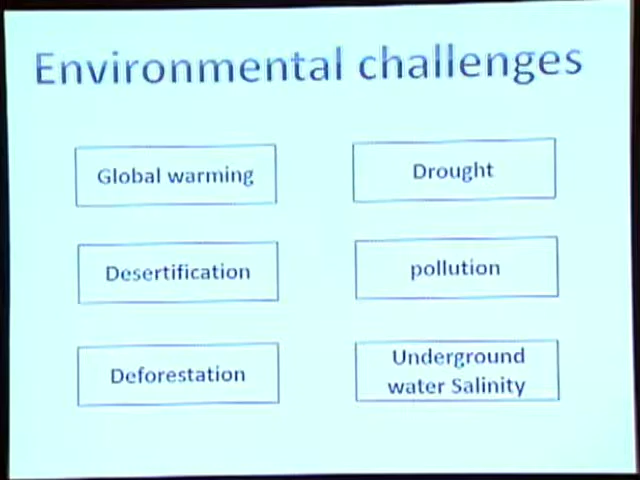 Environmental challenges
Global warming
Drought
Desertification
pollution
Deforestation
Underground
water Salinity